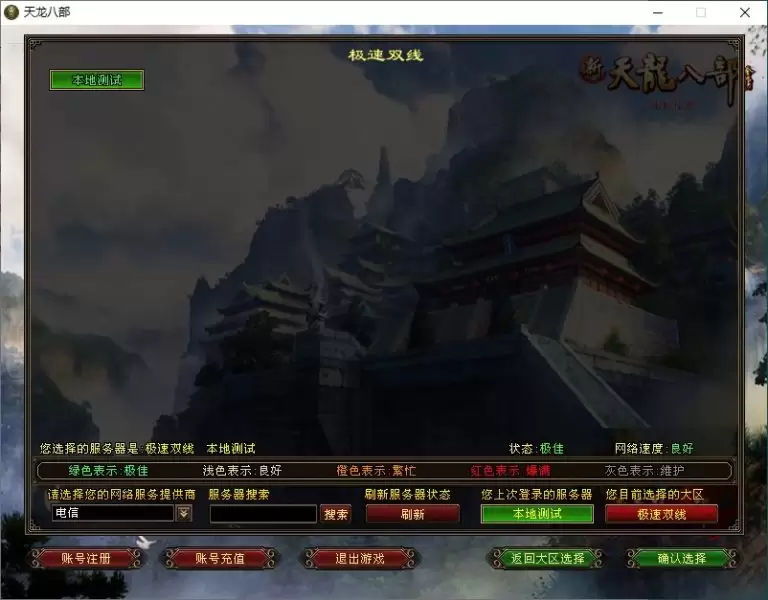 天龙八部
极速双线
本地测试
新天龍八部
您选择的服务器是:极速双线 本地测试 状态:极佳 网络速度:良好
绿色表示:极佳 浅色表示:良好 橙色表示:繁忙 红色表示:爆满 灰色表示:维护
请选择您的网络服务提供商 服务器搜索 刷新服务器状态 您上次登录的服务器 您目前选择的大区
电信 搜索 刷新 本地测试 极速双线
账号注册 账号充值 退出游戏 返回大区选择 确认选择